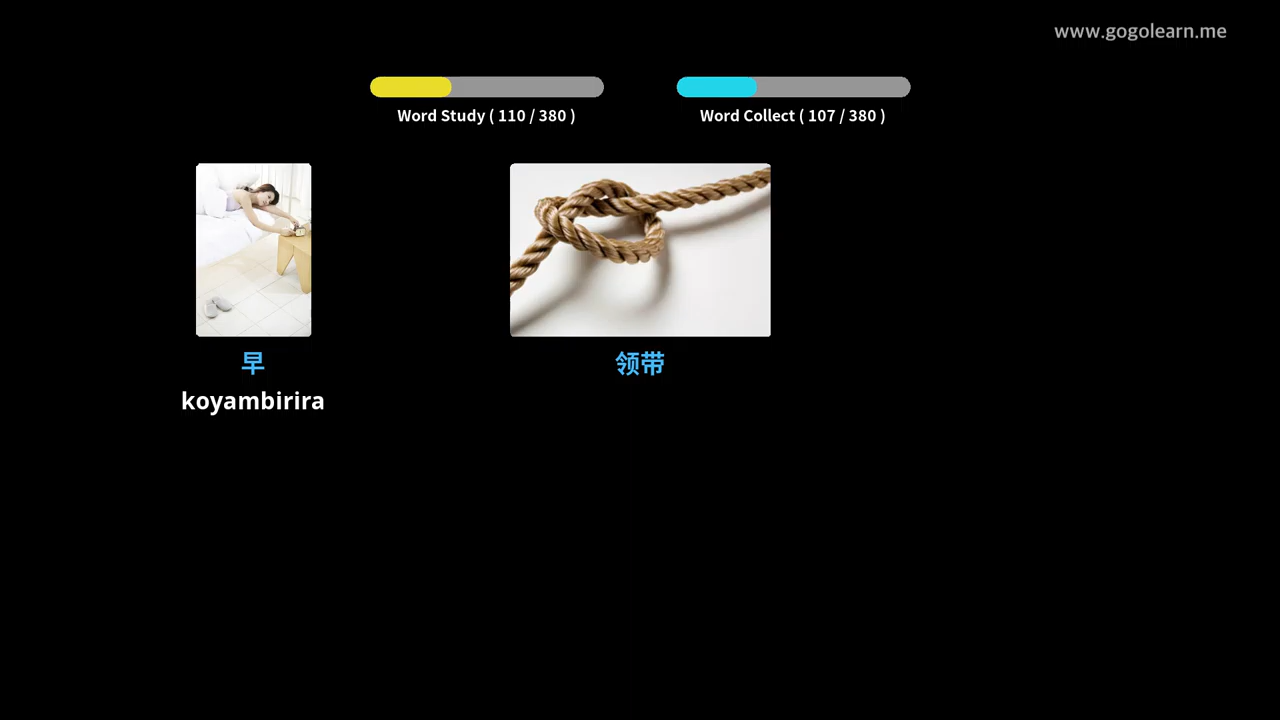 www.gogolearn.me
Word Study ( 110 / 380 )
Word Collect ( 107 / 380 )
早
领带
koyambirira